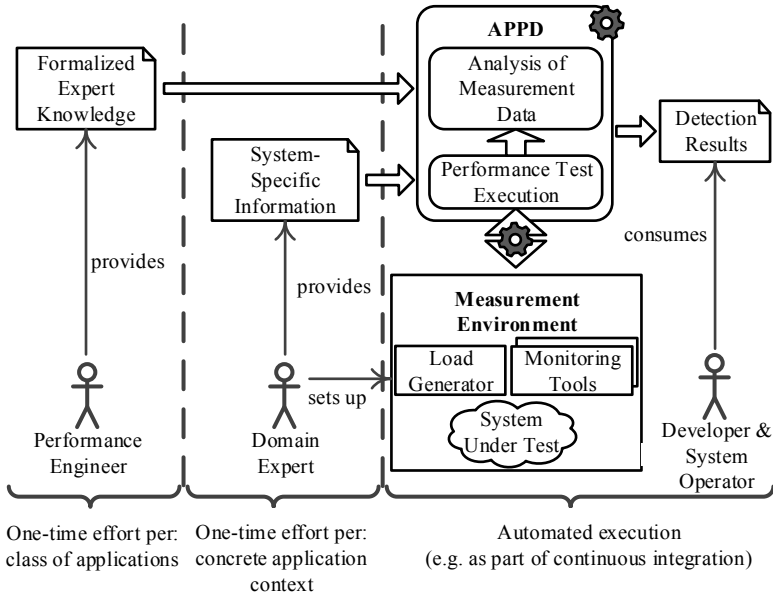 Formalized
Expert
Knowledge
provides
Performance
Engineer
One-time effort per:
class of applications
System-
Specific
Information
provides
Domain
Expert
sets up
One-time effort per:
concrete application
context
APPD
Analysis of
Measurement
Data
Performance Test
Execution
Measurement
Environment
Load
Generator
Monitoring
Tools
System
Under Test
Detection
Results
consumes
Developer &
System
Operator
Automated execution
(e.g. as part of continuous integration)